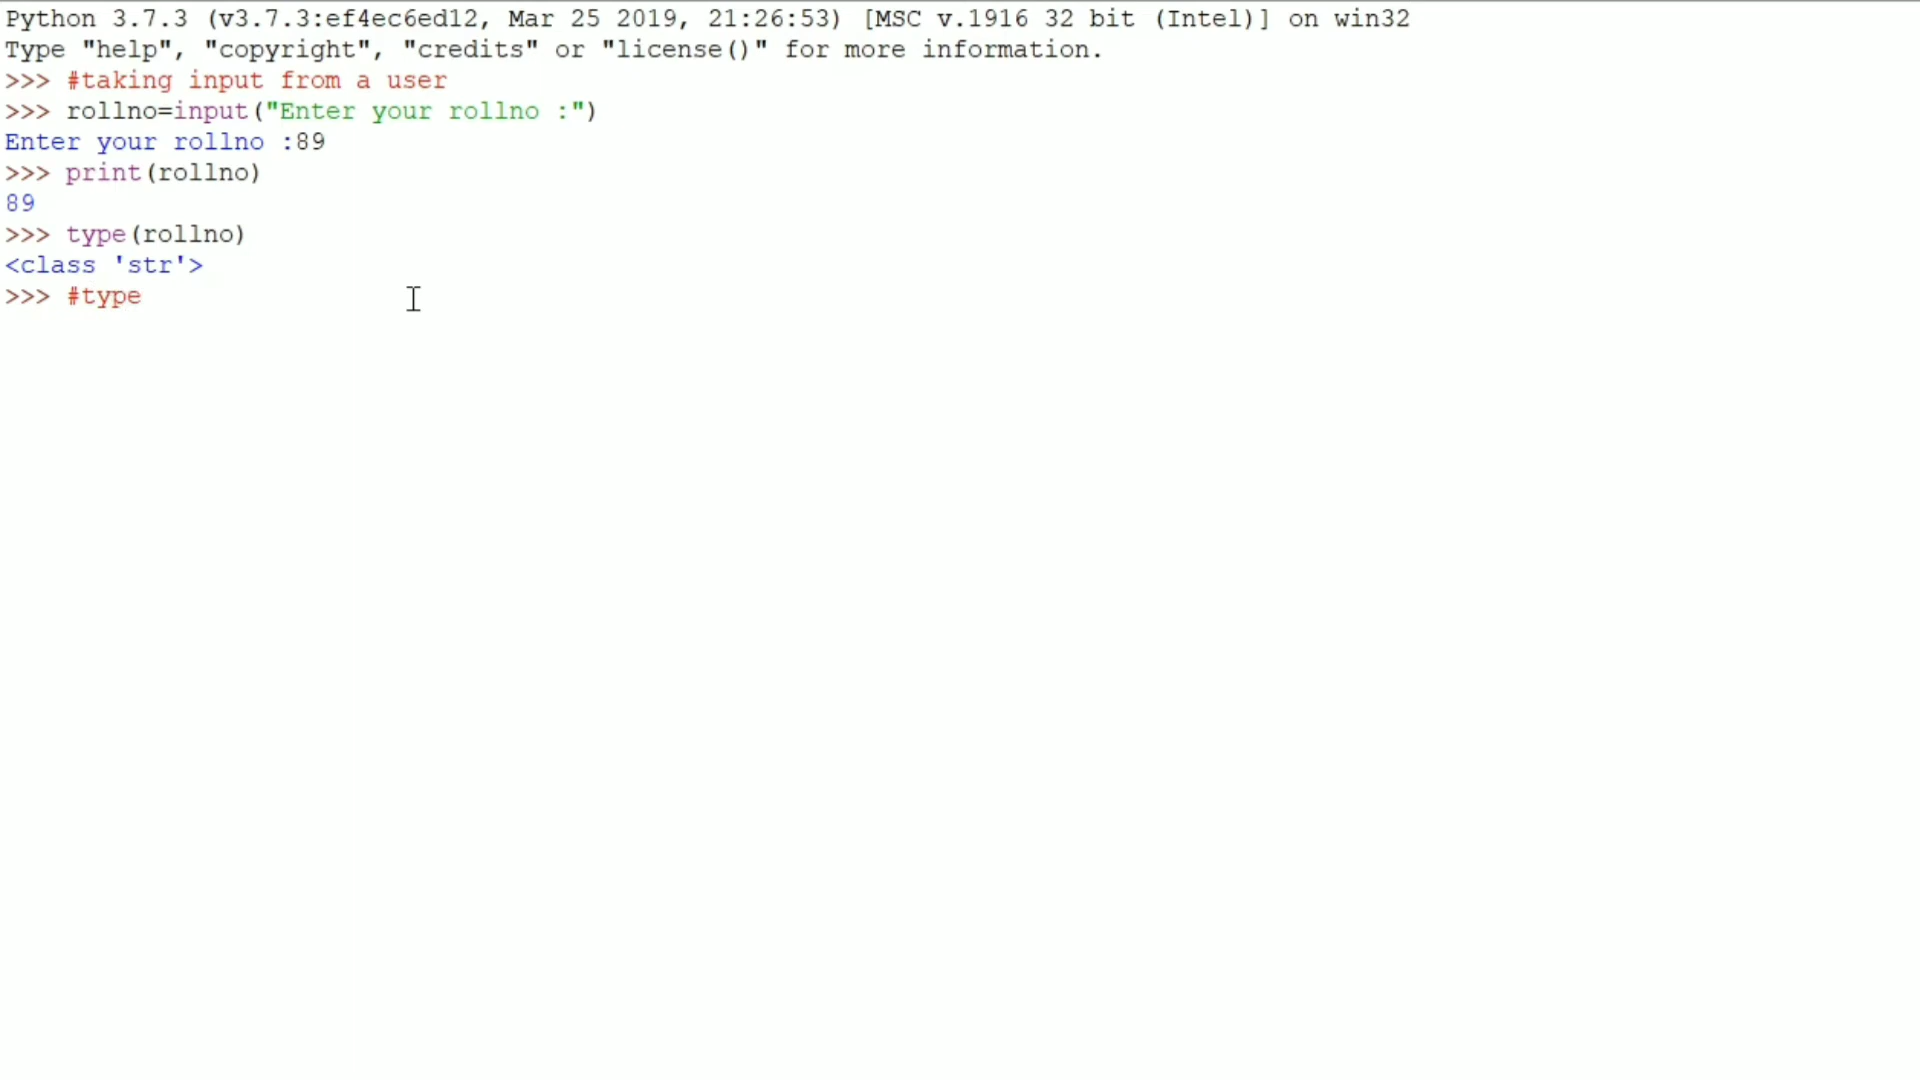 Python 3.7.3 (v3.7.3:ef4ec6ed12, Mar 25 2019, 21:26:53) [MSC v.1916 32 bit (Intel)] on win32
Type "help", "copyright", "credits" or "license()" for more information.
>>> #taking input from a user
>>> rollno=input("Enter your rollno :")
Enter your rollno :89
>>> print(rollno)
89
>>> type(rollno)
<class 'str'>
>>> #type